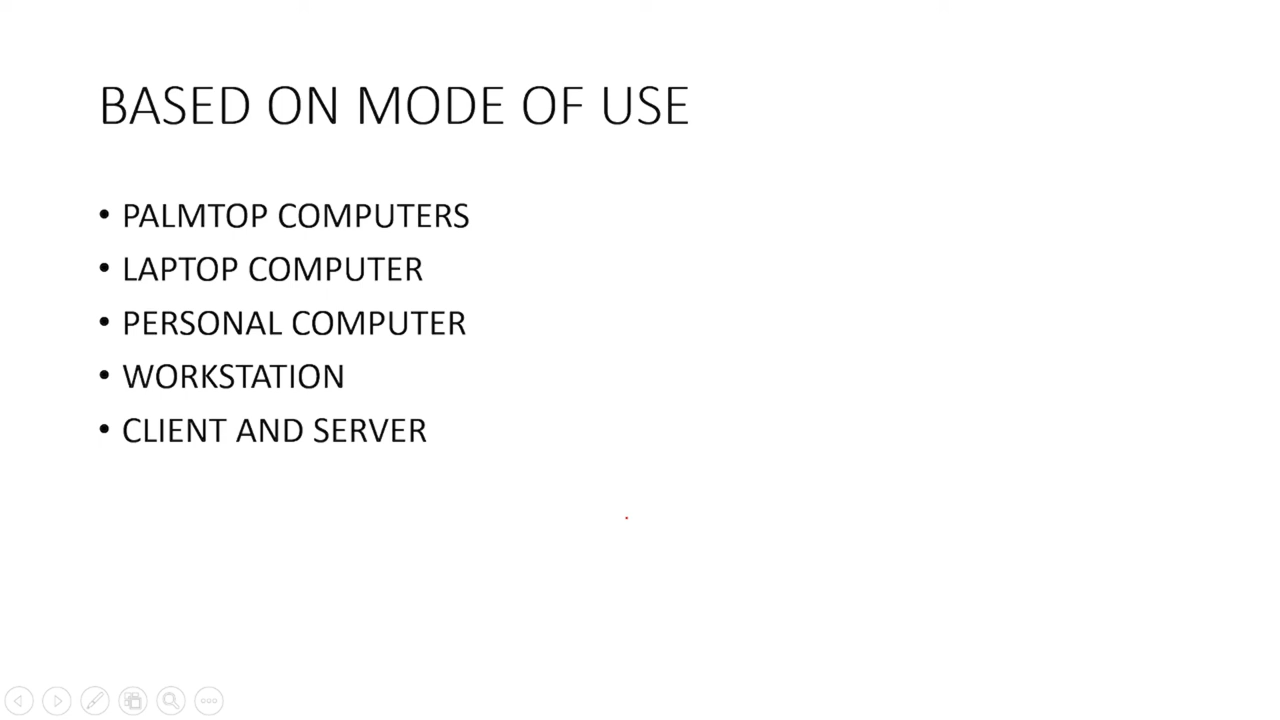 BASED ON MODE OF USE
• PALMTOP COMPUTERS
• LAPTOP COMPUTER
• PERSONAL COMPUTER
• WORKSTATION
• CLIENT AND SERVER